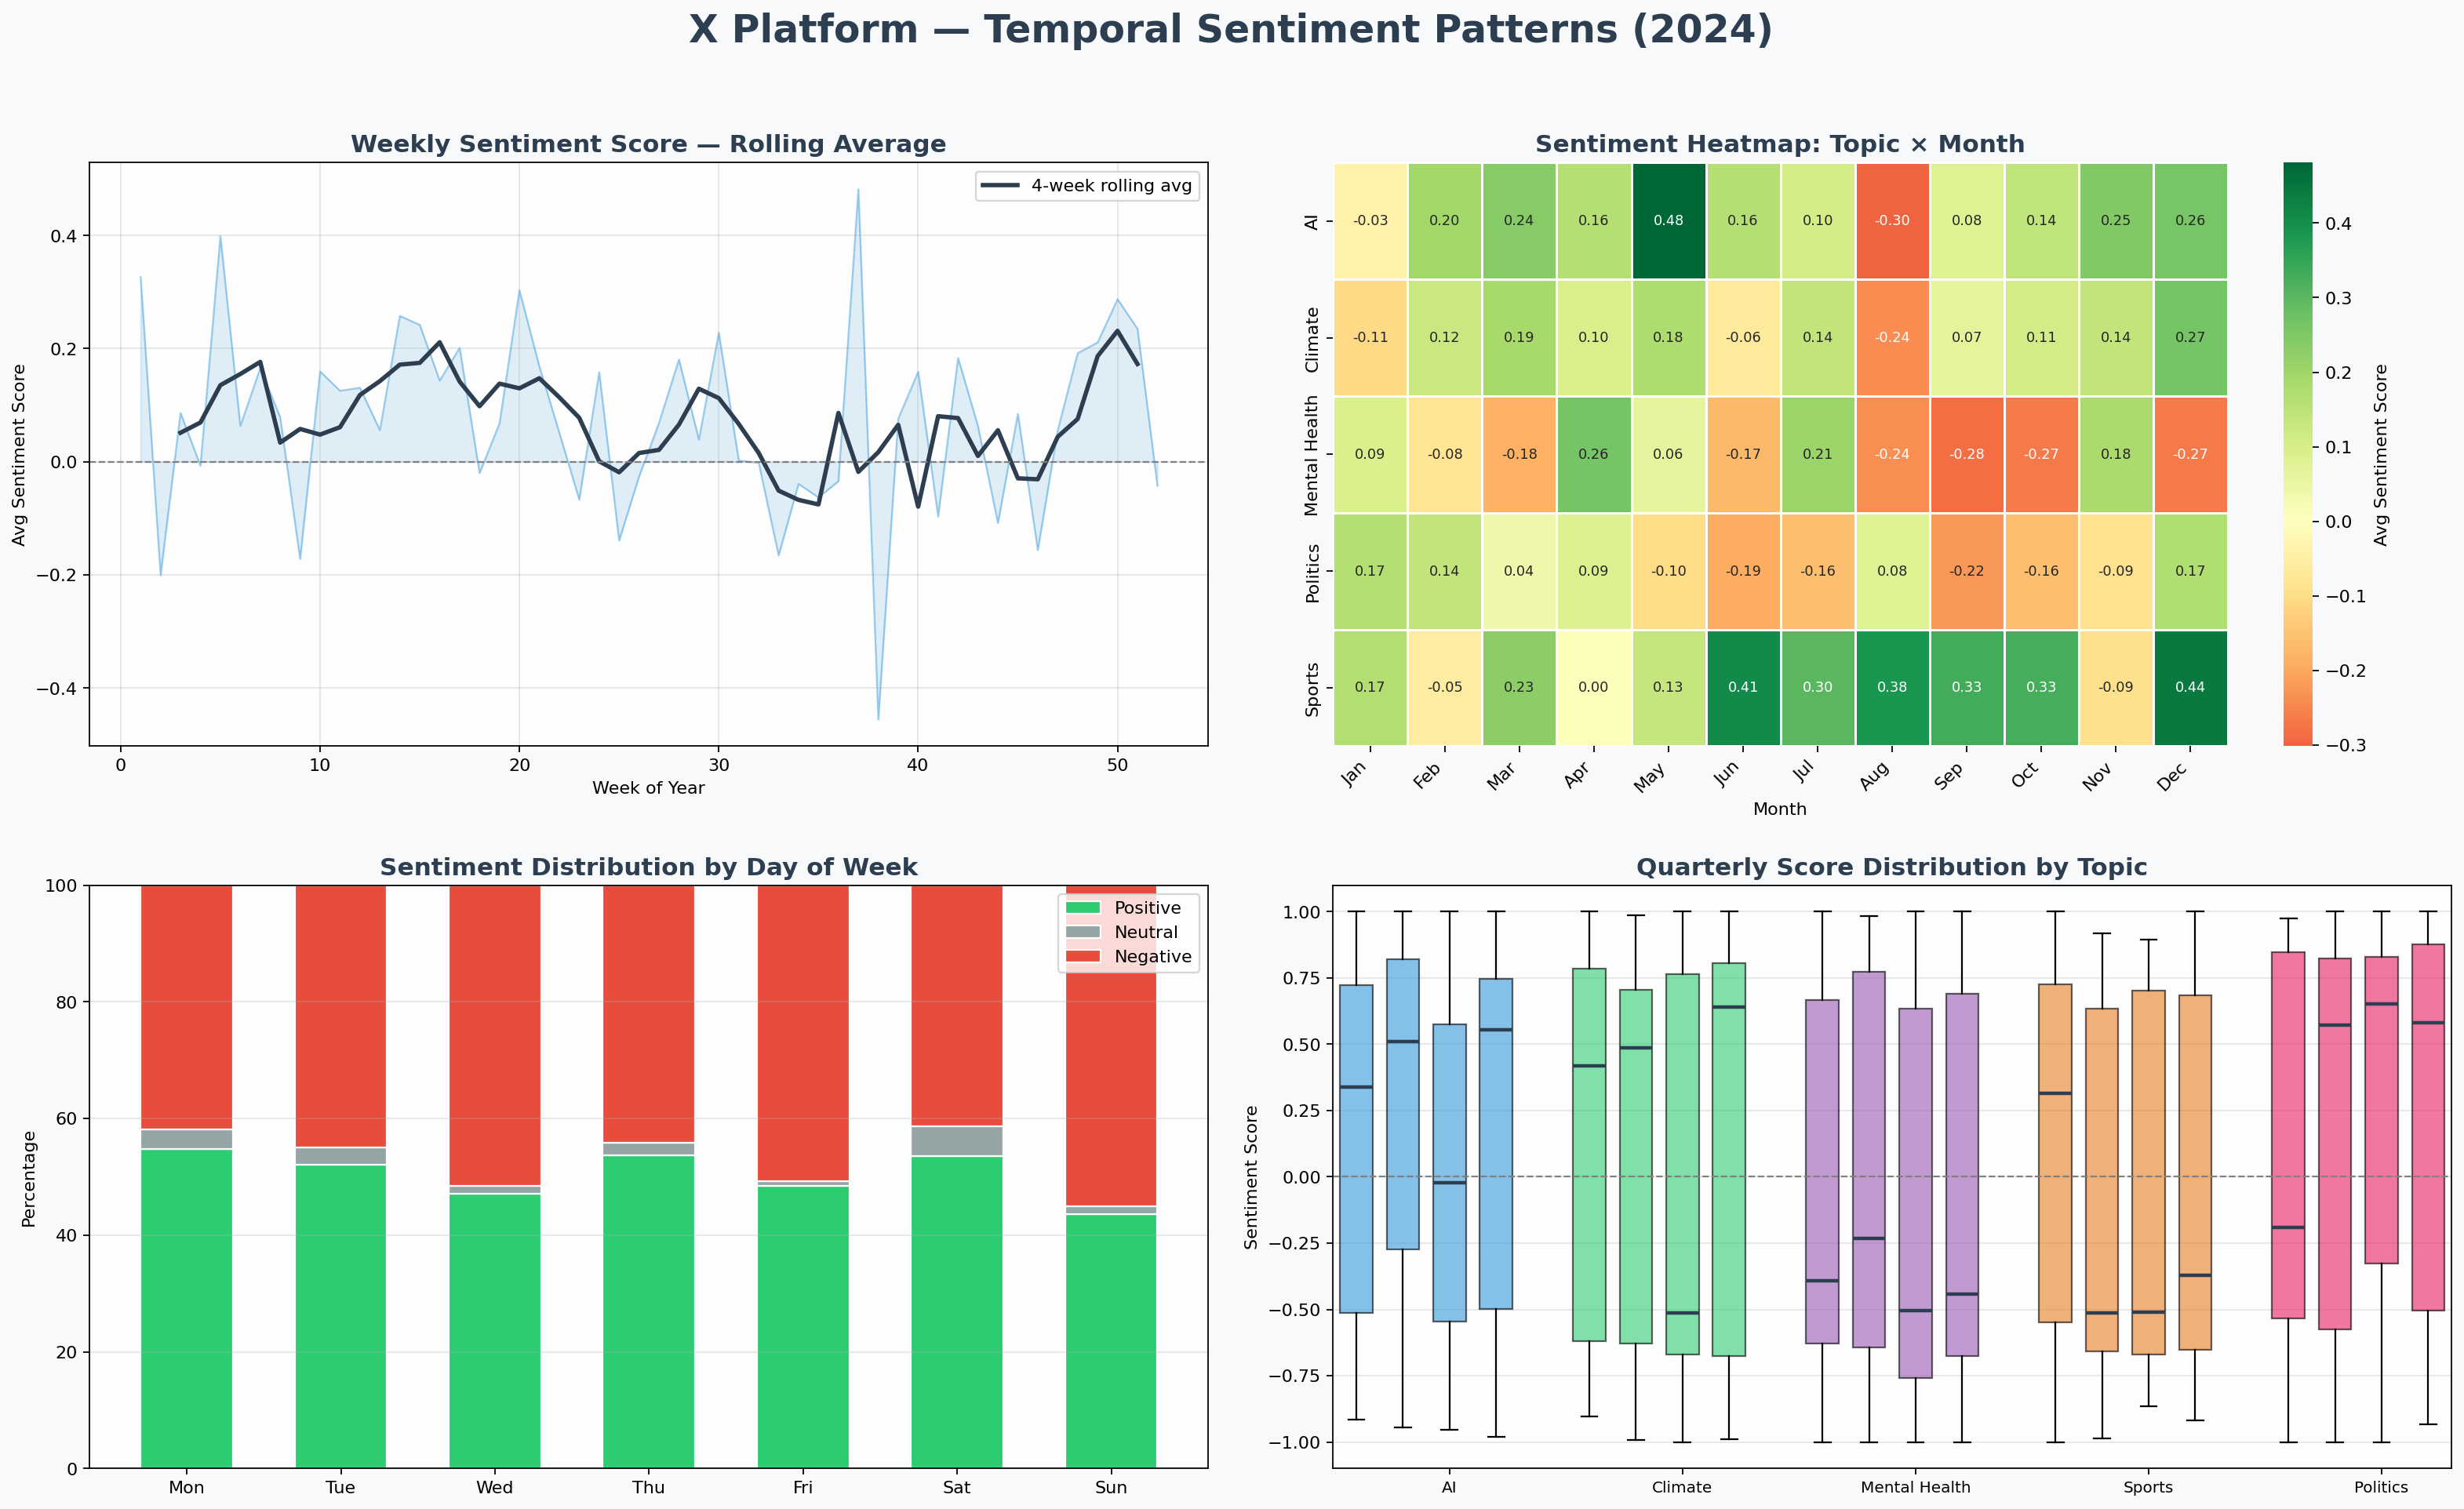 X Platform — Temporal Sentiment Patterns (2024)
Weekly Sentiment Score — Rolling Average
4-week rolling avg
Avg Sentiment Score
0.4
0.2
0.0
−0.2
−0.4
0 10 20 30 40 50
Week of Year
Sentiment Heatmap: Topic × Month
AI -0.03 0.20 0.24 0.16 0.48 0.16 0.10 -0.30 0.08 0.14 0.25 0.26
Climate -0.11 0.12 0.19 0.10 0.18 -0.06 0.14 -0.24 0.07 0.11 0.14 0.27
Mental Health 0.09 -0.08 -0.18 0.26 0.06 -0.17 0.21 -0.24 -0.28 -0.27 0.18 -0.27
Politics 0.17 0.14 0.04 0.09 -0.10 -0.19 -0.16 0.08 -0.22 -0.16 -0.09 0.17
Sports 0.17 -0.05 0.23 0.00 0.13 0.41 0.30 0.38 0.33 0.33 -0.09 0.44
Jan Feb Mar Apr May Jun Jul Aug Sep Oct Nov Dec
Month
0.4
0.3
0.2
0.1
0.0
−0.1
−0.2
−0.3
Avg Sentiment Score
Sentiment Distribution by Day of Week
Positive
Neutral
Negative
Percentage
100
80
60
40
20
0
Mon Tue Wed Thu Fri Sat Sun
Quarterly Score Distribution by Topic
Sentiment Score
1.00
0.75
0.50
0.25
0.00
−0.25
−0.50
−0.75
−1.00
AI Climate Mental Health Sports Politics